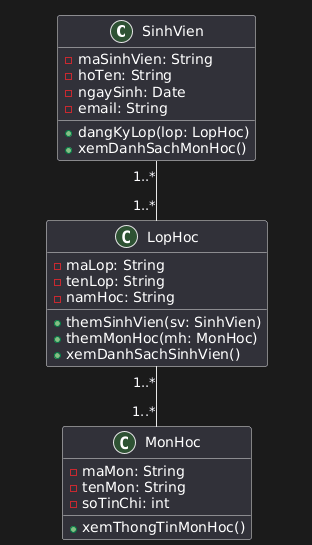 C SinhVien
maSinhVien: String
hoTen: String
ngaySinh: Date
email: String
dangKyLop(lop: LopHoc)
xemDanhSachMonHoc()
1..*
1..*
C LopHoc
maLop: String
tenLop: String
namHoc: String
themSinhVien(sv: SinhVien)
themMonHoc(mh: MonHoc)
xemDanhSachSinhVien()
1..*
1..*
C MonHoc
maMon: String
tenMon: String
soTinChi: int
xemThongTinMonHoc()